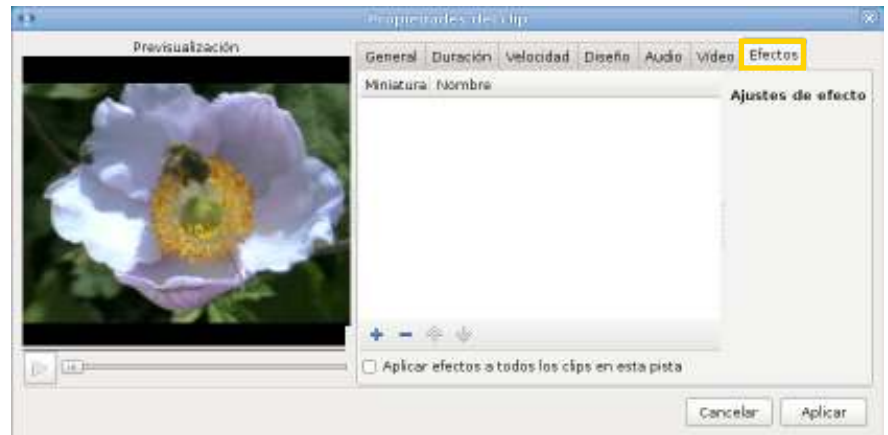 Propiedades del clip
Previsualización
General Duración Velocidad Diseño Audio Vídeo Efectos
Miniatura Nombre
Ajustes de efecto
Aplicar efectos a todos los clips en esta pista
Cancelar Aplicar